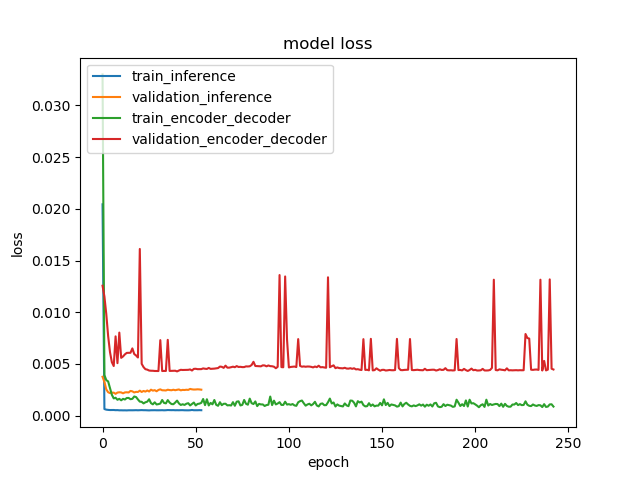 model loss
train_inference
validation_inference
train_encoder_decoder
validation_encoder_decoder
loss
0.030
0.025
0.020
0.015
0.010
0.005
0.000
0 50 100 150 200 250
epoch